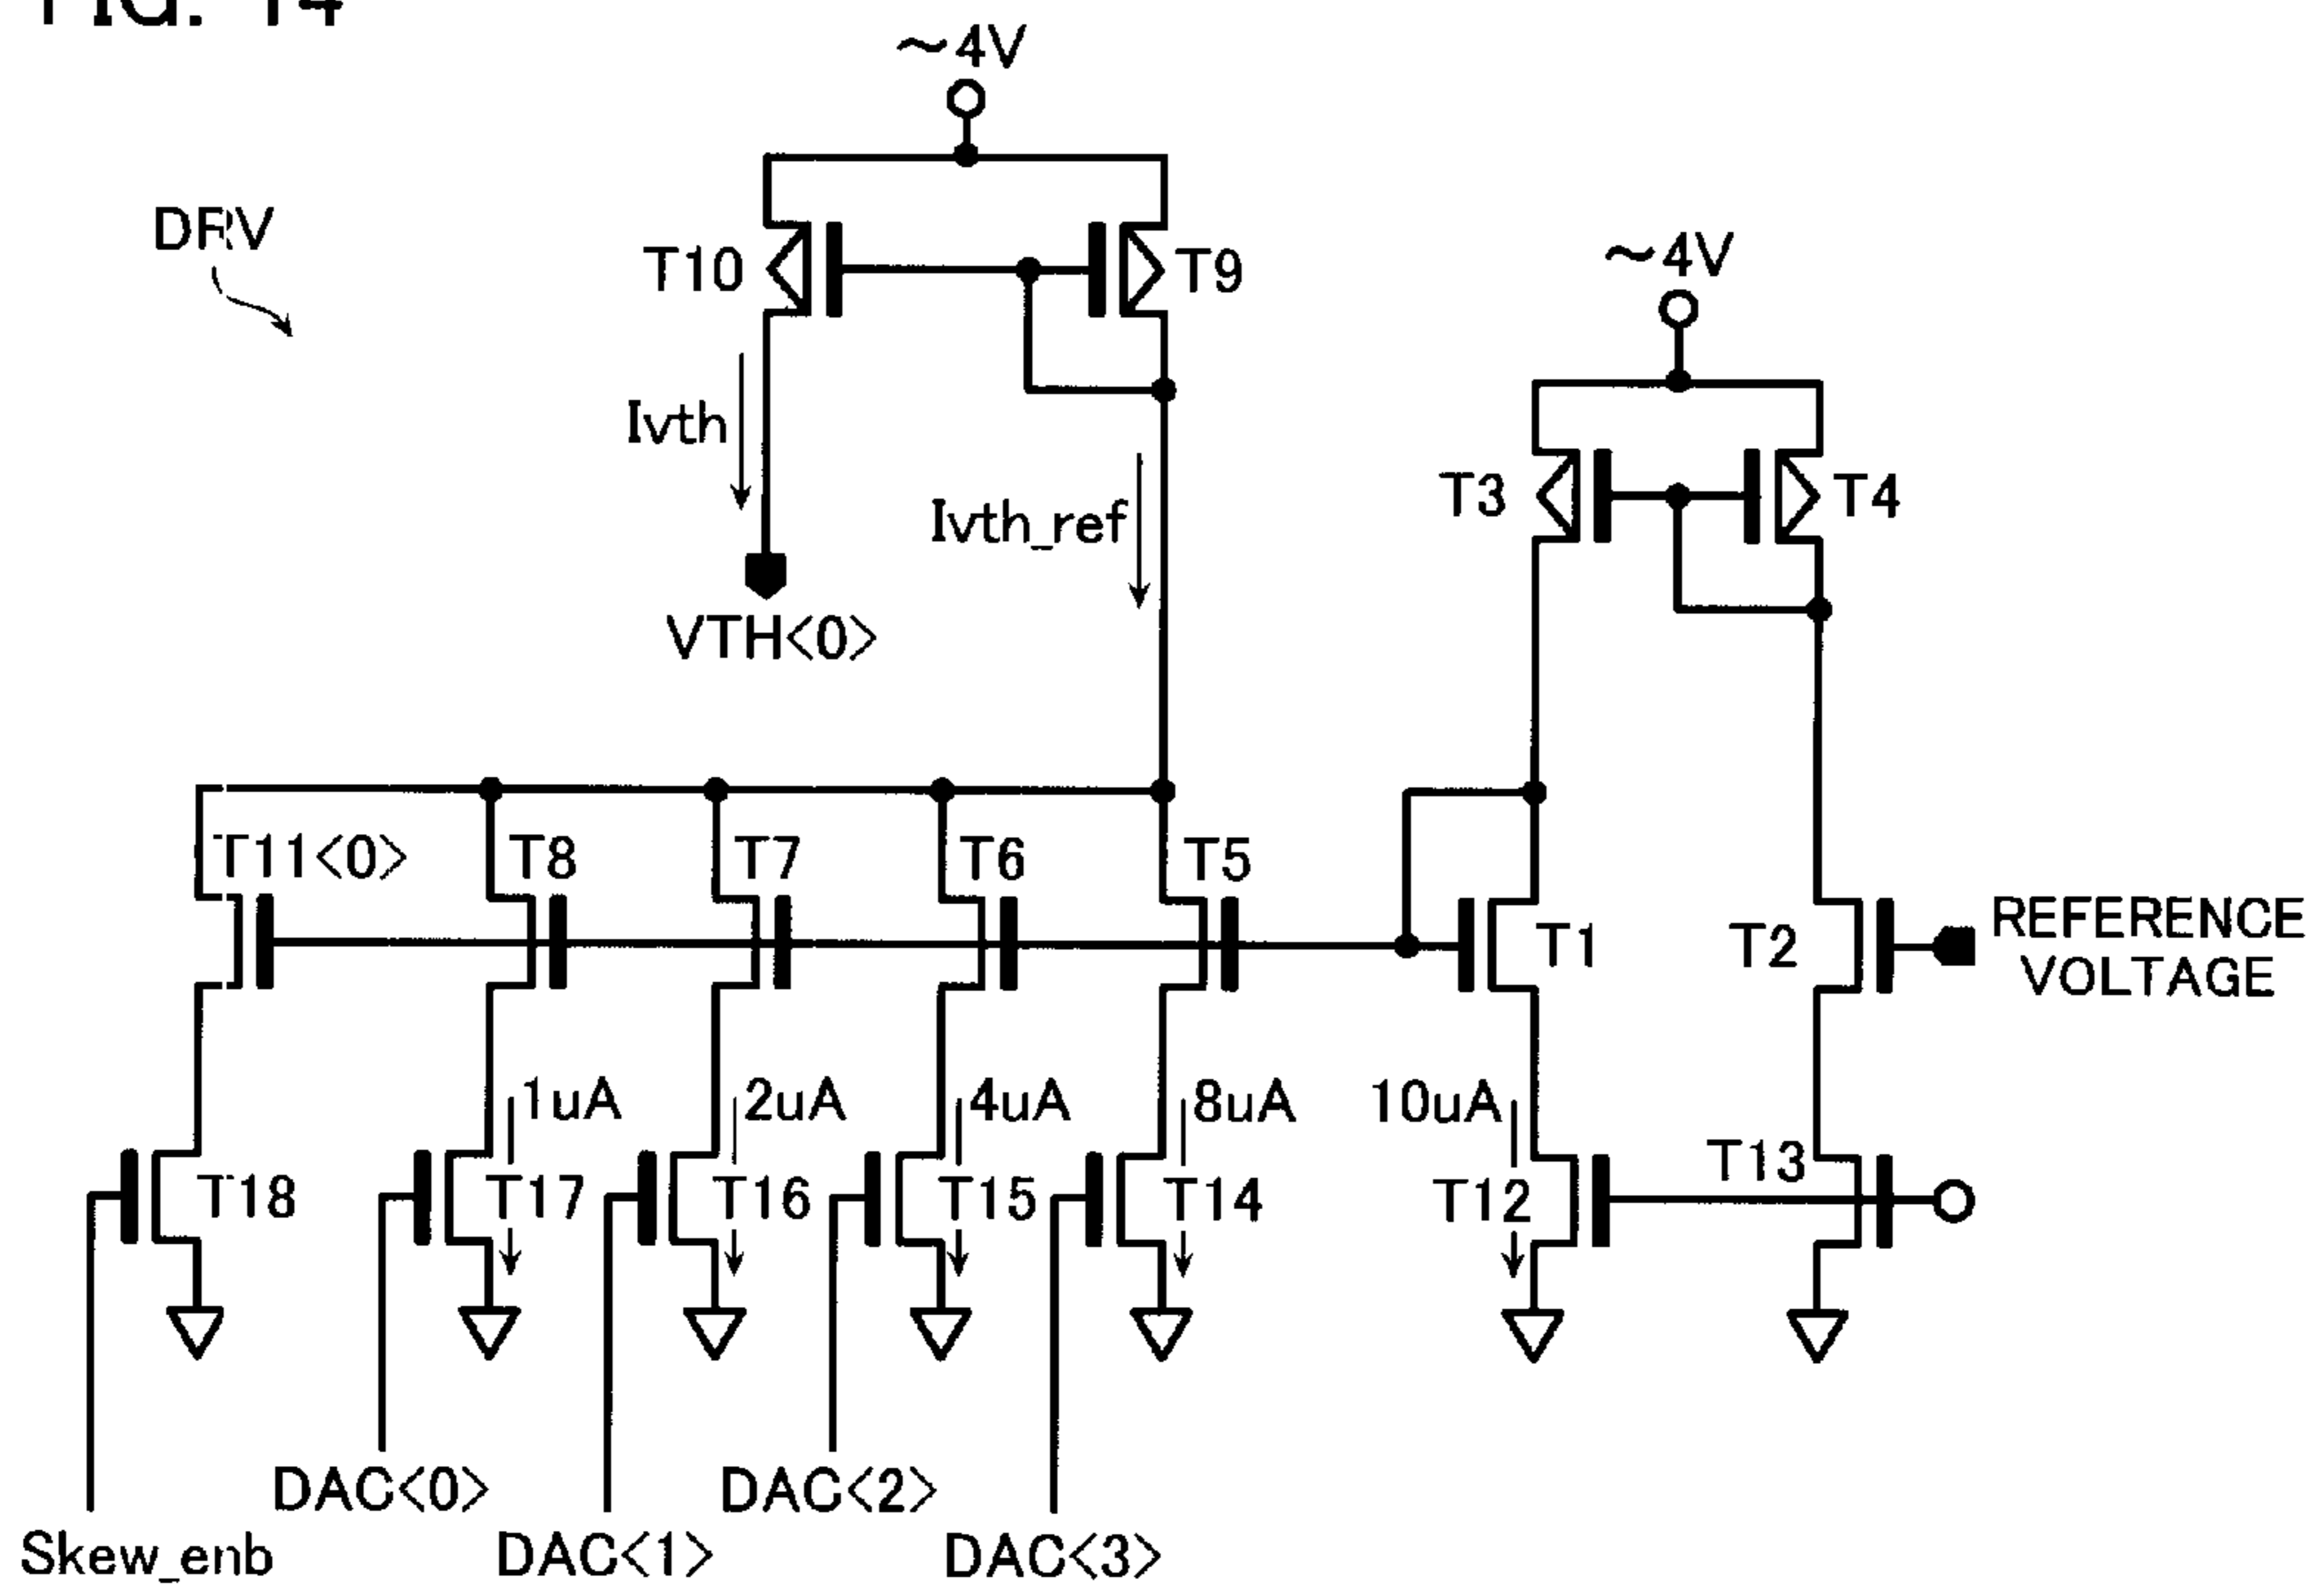 FIG. 14
~4V
DRV
T10
T9
~4V
Ivth
Ivth_ref
T3
T4
VTH<0>
T11<0>
T8
T7
T6
T5
T1
T2
REFERENCE
VOLTAGE
1uA
2uA
4uA
8uA
10uA
T18
T17
T16
T15
T14
T12
T13
DAC<0>
DAC<2>
Skew_enb
DAC<1>
DAC<3>